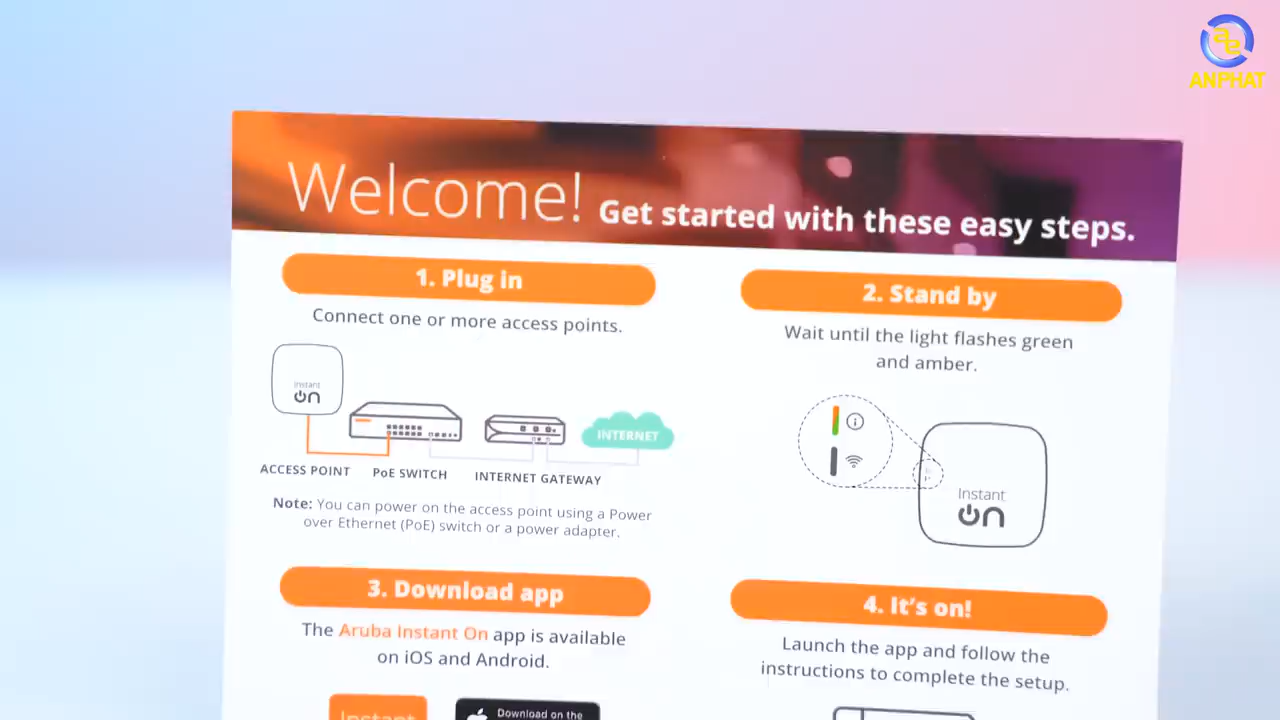 ae
ANPHAT
Welcome! Get started with these easy steps.
1. Plug in
Connect one or more access points.
Instant
on
INTERNET
ACCESS POINT
PoE SWITCH
INTERNET GATEWAY
Note: You can power on the access point using a Power
over Ethernet (PoE) switch or a power adapter.
2. Stand by
Wait until the light flashes green
and amber.
Instant
on
3. Download app
The Aruba Instant On app is available
on iOS and Android.
Instant
Download on the
4. It's on!
Launch the app and follow the
instructions to complete the setup.